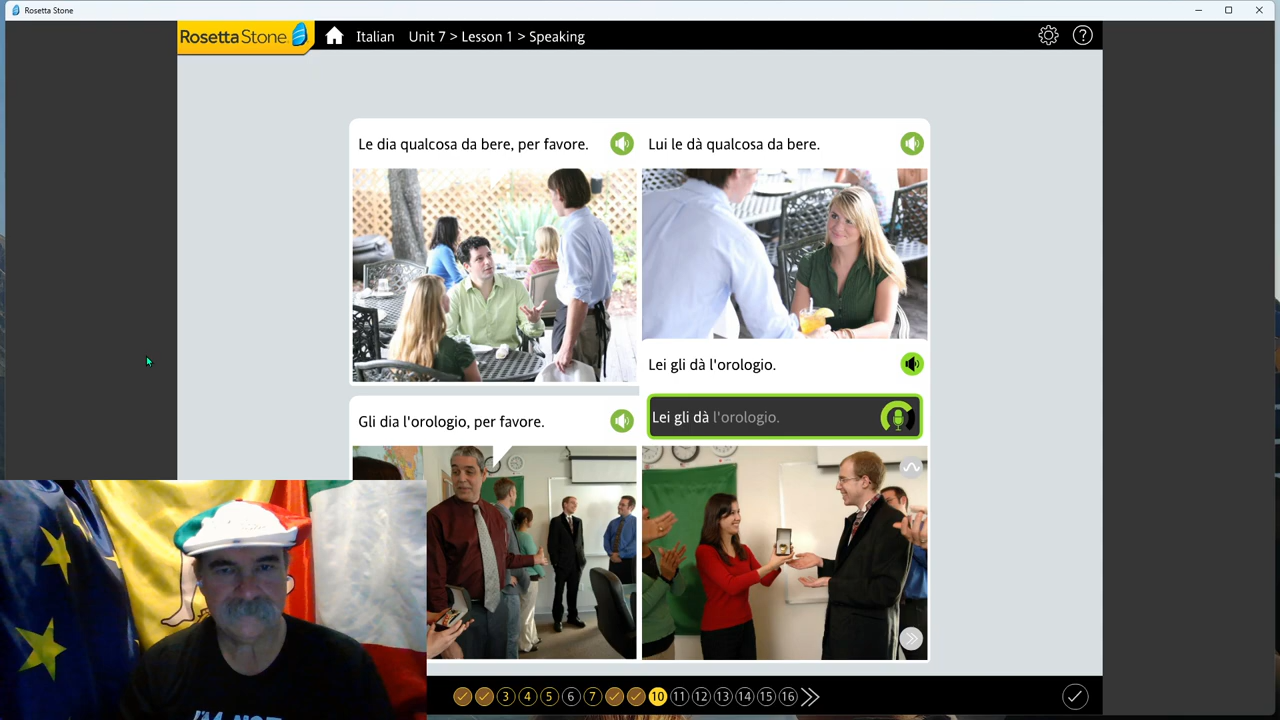 Rosetta Stone
RosettaStone
Italian Unit 7 > Lesson 1 > Speaking
Le dia qualcosa da bere, per favore.
Lui le dà qualcosa da bere.
Lei gli dà l'orologio.
Lei gli dà l'orologio.
Gli dia l'orologio, per favore.
I'M NOT
3 4 5 6 7 10 11 12 13 14 15 16